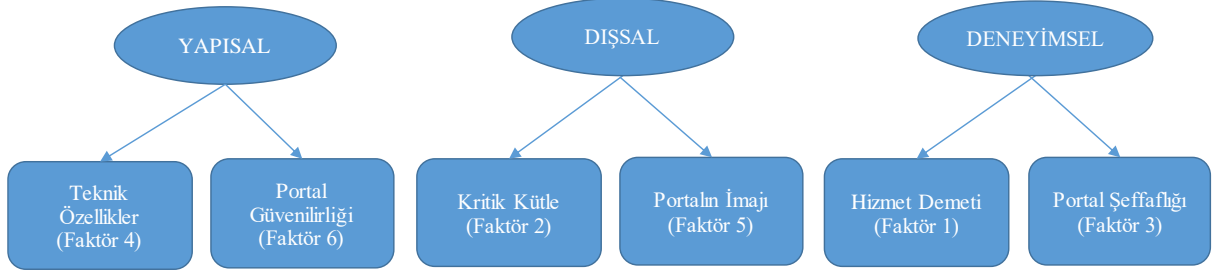 YAPISAL
DIŞSAL
DENEYİMSEL
Teknik
Özellikler
(Faktör 4)
Portal
Güvenilirliği
(Faktör 6)
Kritik Kütle
(Faktör 2)
Portalın İmajı
(Faktör 5)
Hizmet Demeti
(Faktör 1)
Portal Şeffaflığı
(Faktör 3)